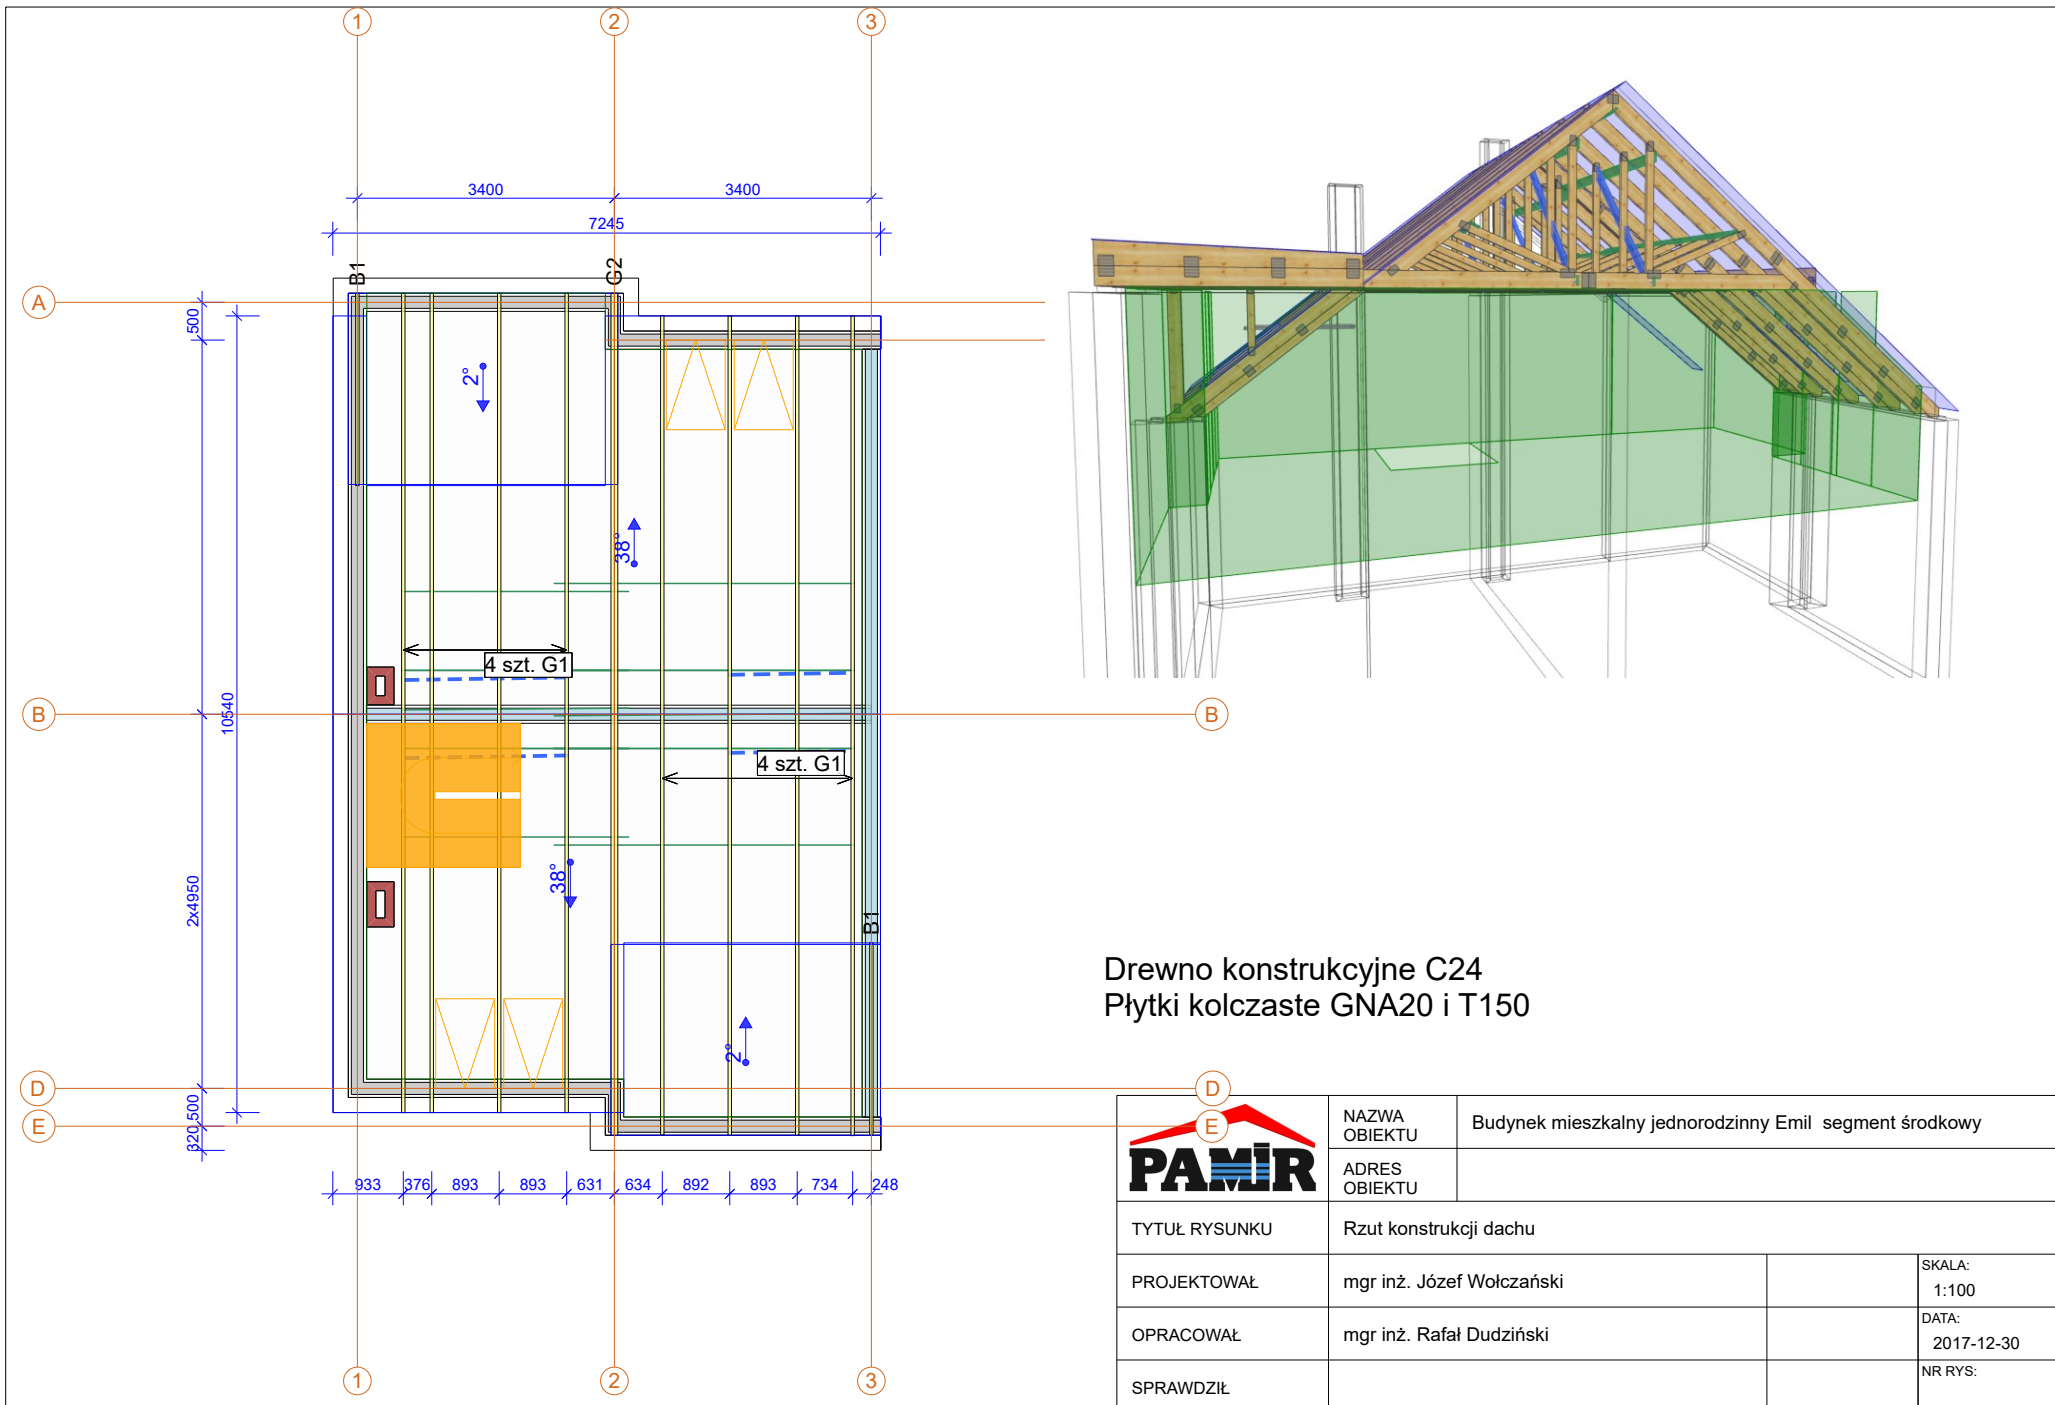 1
2
3
3400
3400
7245
B1
G2
A
500
2°
38°
4 szt. G1
10540
B
B
4 szt. G1
38°
2x4950
B1
Drewno konstrukcyjne C24
Płytki kolczaste GNA20 i T150
2°
D
D
500
E
E
320
933
376
893
893
631
634
892
893
734
248
1
2
3
PAMIR
NAZWA
OBIEKTU
Budynek mieszkalny jednorodzinny Emil segment środkowy
ADRES
OBIEKTU
TYTUŁ RYSUNKU
Rzut konstrukcji dachu
PROJEKTOWAŁ
mgr inż. Józef Wołczański
SKALA:
1:100
OPRACOWAŁ
mgr inż. Rafał Dudziński
DATA:
2017-12-30
SPRAWDZIŁ
NR RYS: